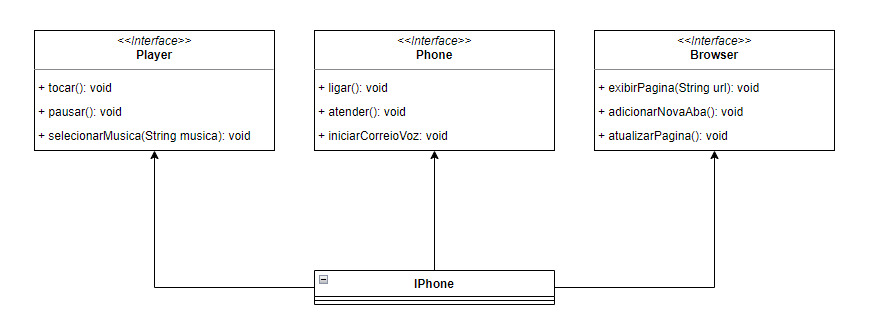 <<Interface>>
Player
+ tocar(): void
+ pausar(): void
+ selecionarMusica(String musica): void
<<Interface>>
Phone
+ ligar(): void
+ atender(): void
+ iniciarCorreioVoz: void
<<Interface>>
Browser
+ exibirPagina(String url): void
+ adicionarNovaAba(): void
+ atualizarPagina(): void
IPhone